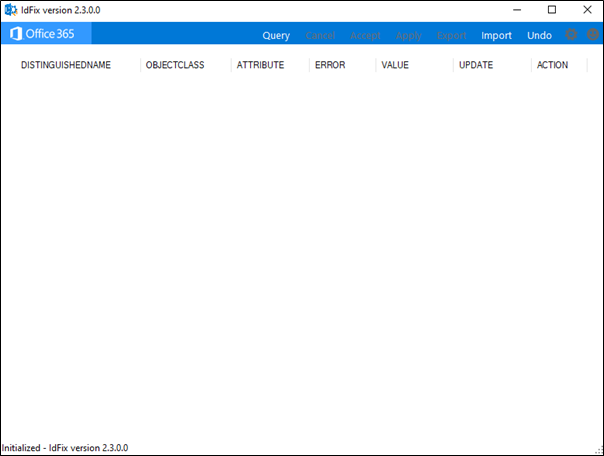 IdFix version 2.3.0.0
Office 365 Query Cancel Accept Apply Export Import Undo
DISTINGUISHEDNAME OBJECTCLASS ATTRIBUTE ERROR VALUE UPDATE ACTION
Initialized - IdFix version 2.3.0.0